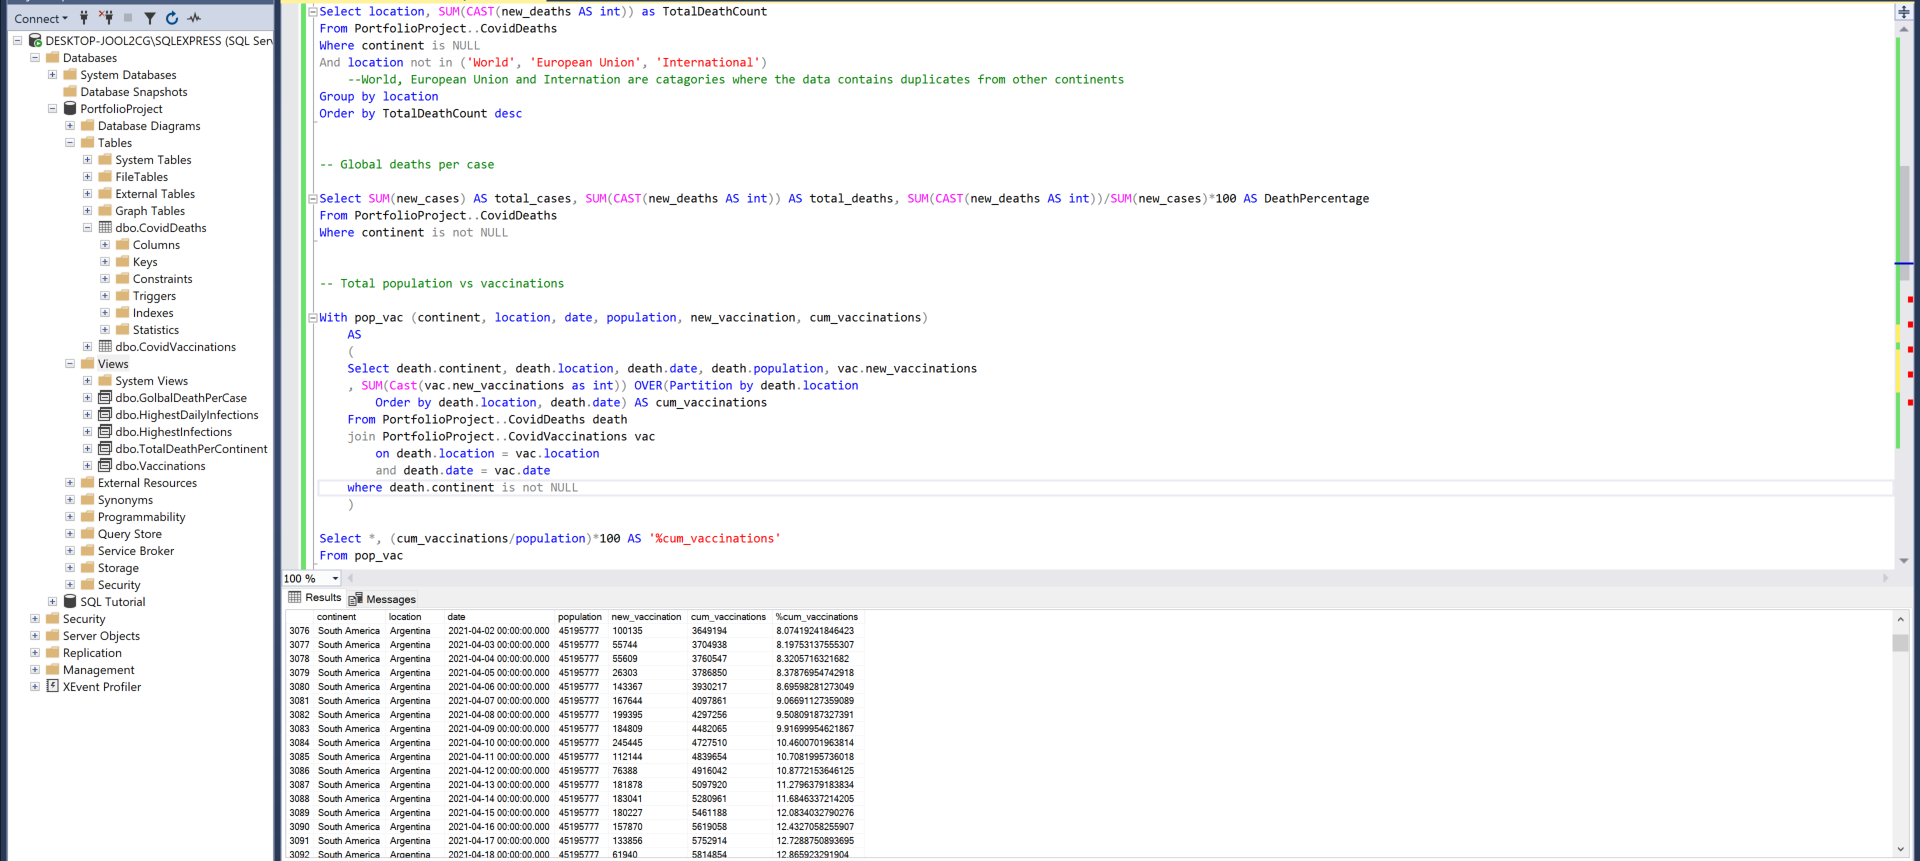 Connect
DESKTOP-JOOL2CG\SQLEXPRESS (SQL Ser
Databases
System Databases
Database Snapshots
PortfolioProject
Database Diagrams
Tables
System Tables
FileTables
External Tables
Graph Tables
dbo.CovidDeaths
Columns
Keys
Constraints
Triggers
Indexes
Statistics
dbo.CovidVaccinations
Views
System Views
dbo.GolbalDeathPerCase
dbo.HighestDailyInfections
dbo.HighestInfections
dbo.TotalDeathPerContinent
dbo.Vaccinations
External Resources
Synonyms
Programmability
Query Store
Service Broker
Storage
Security
SQL Tutorial
Security
Server Objects
Replication
Management
XEvent Profiler
Select location, SUM(CAST(new_deaths AS int)) as TotalDeathCount
From PortfolioProject..CovidDeaths
Where continent is NULL
And location not in ('World', 'European Union', 'International')
--World, European Union and Internation are catagories where the data contains duplicates from other continents
Group by location
Order by TotalDeathCount desc
-- Global deaths per case
Select SUM(new_cases) AS total_cases, SUM(CAST(new_deaths AS int)) AS total_deaths, SUM(CAST(new_deaths AS int))/SUM(new_cases)*100 AS DeathPercentage
From PortfolioProject..CovidDeaths
Where continent is not NULL
-- Total population vs vaccinations
With pop_vac (continent, location, date, population, new_vaccination, cum_vaccinations)
AS
(
Select death.continent, death.location, death.date, death.population, vac.new_vaccinations
, SUM(Cast(vac.new_vaccinations as int)) OVER(Partition by death.location
Order by death.location, death.date) AS cum_vaccinations
From PortfolioProject..CovidDeaths death
join PortfolioProject..CovidVaccinations vac
on death.location = vac.location
and death.date = vac.date
where death.continent is not NULL
)
Select *, (cum_vaccinations/population)*100 AS '%cum_vaccinations'
From pop_vac
100 %
Results Messages
continent location date population new_vaccination cum_vaccinations %cum_vaccinations
3076 South America Argentina 2021-04-02 00:00:00.000 45195777 100135 3649194 8.07419241846423
3077 South America Argentina 2021-04-03 00:00:00.000 45195777 55744 3704938 8.19753137555307
3078 South America Argentina 2021-04-04 00:00:00.000 45195777 55609 3760547 8.3205716321682
3079 South America Argentina 2021-04-05 00:00:00.000 45195777 26303 3786850 8.37876954742918
3080 South America Argentina 2021-04-06 00:00:00.000 45195777 143367 3930217 8.69598281273049
3081 South America Argentina 2021-04-07 00:00:00.000 45195777 167644 4097861 9.06691127359089
3082 South America Argentina 2021-04-08 00:00:00.000 45195777 199395 4297256 9.50809187327391
3083 South America Argentina 2021-04-09 00:00:00.000 45195777 184809 4482065 9.91699954621867
3084 South America Argentina 2021-04-10 00:00:00.000 45195777 245445 4727510 10.4600701963814
3085 South America Argentina 2021-04-11 00:00:00.000 45195777 112144 4839654 10.7081995736018
3086 South America Argentina 2021-04-12 00:00:00.000 45195777 76388 4916042 10.8772153646125
3087 South America Argentina 2021-04-13 00:00:00.000 45195777 181878 5097920 11.2796379183834
3088 South America Argentina 2021-04-14 00:00:00.000 45195777 183041 5280961 11.6846337214205
3089 South America Argentina 2021-04-15 00:00:00.000 45195777 180227 5461188 12.0834032790276
3090 South America Argentina 2021-04-16 00:00:00.000 45195777 157870 5619058 12.4327058255907
3091 South America Argentina 2021-04-17 00:00:00.000 45195777 133856 5752914 12.7288750893695
3092 South America Argentina 2021-04-18 00:00:00.000 45195777 61940 5814854 12.865923291904